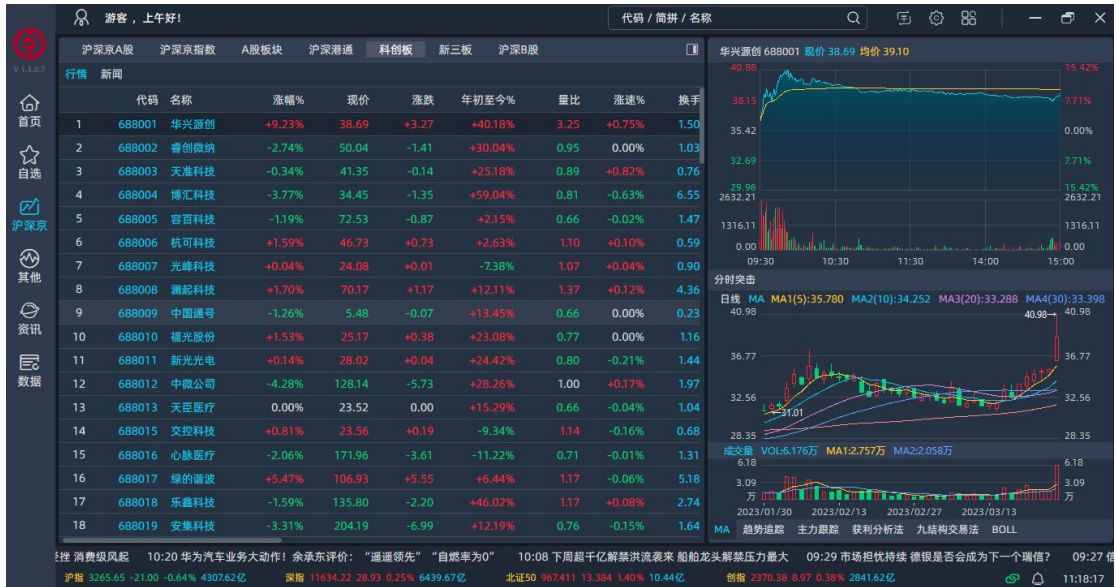 游客 , 上午好!
代码 / 简拼 / 名称
V 1.3.0.7
首页
自选
沪深京
其他
资讯
数据
沪深京A股 沪深京指数 A股板块 沪深港通 科创板 新三板 沪深B股
行情 新闻
代码 名称 涨幅% 现价 涨跌 年初至今% 量比 涨速% 换手
1 688001 华兴源创 +9.23% 38.69 +3.27 +40.18% 3.25 +0.75% 1.50
2 688002 睿创微纳 -2.74% 50.04 -1.41 +30.04% 0.95 0.00% 1.03
3 688003 天准科技 -0.34% 41.35 -0.14 +25.18% 0.89 +0.82% 0.76
4 688004 博汇科技 -3.77% 34.45 -1.35 +59.04% 0.81 -0.63% 6.55
5 688005 容百科技 -1.19% 72.53 -0.87 +2.15% 0.66 -0.02% 1.47
6 688006 杭可科技 +1.59% 46.73 +0.73 +2.63% 1.10 +0.10% 0.59
7 688007 光峰科技 +0.04% 24.08 +0.01 -7.38% 1.07 +0.04% 0.90
8 688008 澜起科技 +1.70% 70.17 +1.17 +12.11% 1.37 +0.12% 4.36
9 688009 中国通号 -1.26% 5.48 -0.07 +13.45% 0.66 0.00% 0.23
10 688010 福光股份 +1.53% 25.17 +0.38 +23.08% 0.77 0.00% 1.16
11 688011 新光光电 +0.14% 28.02 +0.04 +24.42% 0.80 -0.21% 1.44
12 688012 中微公司 -4.28% 128.14 -5.73 +28.26% 1.00 +0.17% 1.97
13 688013 天臣医疗 0.00% 23.52 0.00 +15.29% 0.66 -0.04% 1.04
14 688015 交控科技 +0.81% 23.56 +0.19 -9.34% 1.14 -0.16% 0.68
15 688016 心脉医疗 -2.06% 171.96 -3.61 -11.22% 0.71 -0.01% 1.31
16 688017 绿的谐波 +5.47% 106.93 +5.55 +6.44% 1.17 -0.06% 5.18
17 688018 乐鑫科技 -1.59% 135.80 -2.20 +46.02% 1.17 +0.08% 2.74
18 688019 安集科技 -3.31% 204.19 -6.99 +12.19% 0.76 -0.15% 1.64
华兴源创 688001 现价 38.69 均价 39.10
40.88 15.42%
38.15 7.71%
35.42 0.00%
32.69 7.71%
29.96 15.42%
2632.21 2632.21
1316.11 1316.11
0.00 0.00
09:30 10:30 11:30 14:00 15:00
分时突击
日线 MA MA1(5):35.780 MA2(10):34.252 MA3(20):33.288 MA4(30):33.398
40.98 40.98→ 40.98
36.77 36.77
32.56 32.56
←31.01
28.35 28.35
成交量 VOL:6.176万 MA1:2.757万 MA2:2.058万
6.18 6.18
3.09 3.09
万 万
2023/01/30 2023/02/13 2023/02/27 2023/03/13
MA 趋势追踪 主力跟踪 获利分析法 九结构交易法 BOLL
挫 消费级风起 10:20 华为汽车业务大动作! 余承东评价: “遥遥领先” “自燃率为0” 10:08 下周超千亿解禁洪流袭来 船舶龙头解禁压力最大 09:29 市场担忧持续 德银是否会成为下一个瑞信? 09:27 信
沪指 3265.65 -21.00 -0.64% 4307.62亿 深指 11634.22 28.93 0.25% 6439.67亿 北证50 967.411 13.384 1.40% 10.44亿 创指 2370.38 8.97 0.38% 2841.62亿 11:18:17